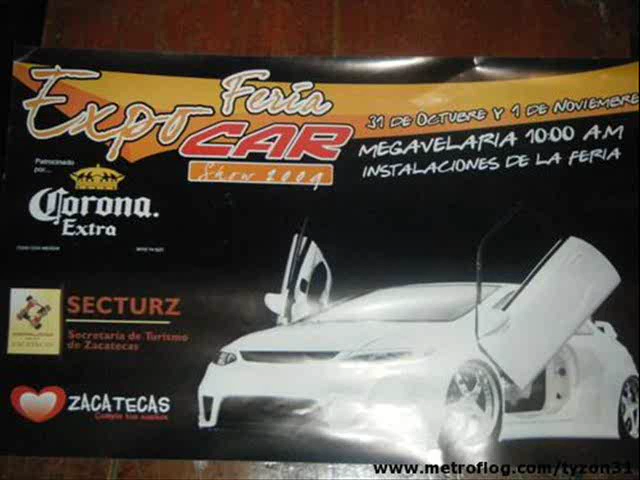 Expo Feria
CAR
Show 2009
31 DE OCTUBRE Y 1 DE NOVIEMBRE
MEGAVELARIA 10:00 A.M
INSTALACIONES DE LA FERIA
Patrocinado
por...
Corona.
Extra
SECTURZ
Secretaría de Turismo
de Zacatecas
ZACATECAS
ZACATECAS
www.metroflog.com/tyzon31